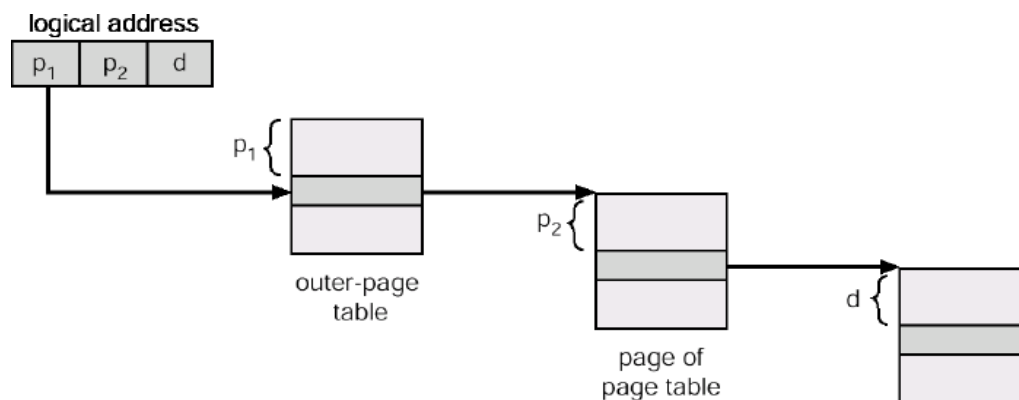 logical address
p₁ p₂ d
p₁
outer-page
table
p₂
page of
page table
d